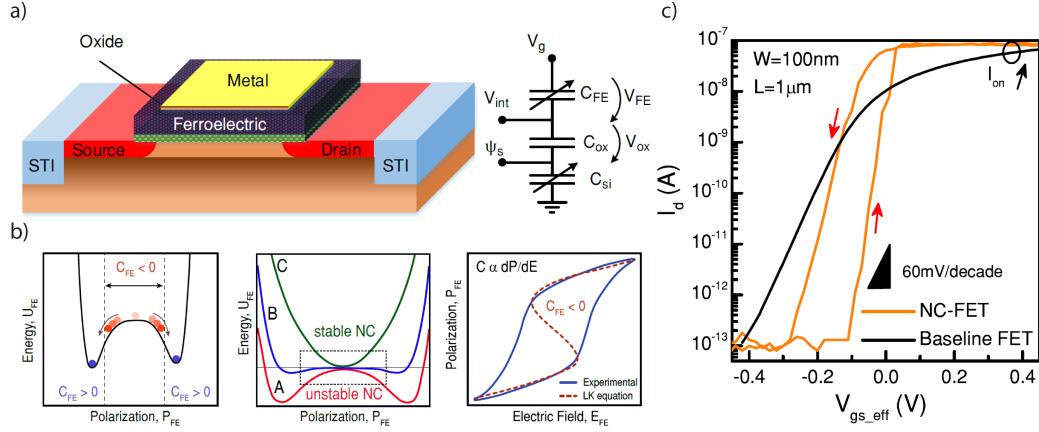 a)
Oxide
Metal
Ferroelectric
STI
Source
Drain
STI
V_g
C_FE
V_FE
V_int
C_ox
V_ox
ψ_s
C_si
b)
Energy, U_FE
C_FE < 0
C_FE > 0
C_FE > 0
Polarization, P_FE
Energy, U_FE
C
B
A
stable NC
unstable NC
Polarization, P_FE
Polarization, P_FE
C α dP/dE
C_FE < 0
Experimental
LK equation
Electric Field, E_FE
c)
I_d (A)
10^-7
10^-8
10^-9
10^-10
10^-11
10^-12
10^-13
W=100nm
L=1µm
I_on
60mV/decade
NC-FET
Baseline FET
-0.4
-0.2
0.0
0.2
0.4
V_gs_eff (V)